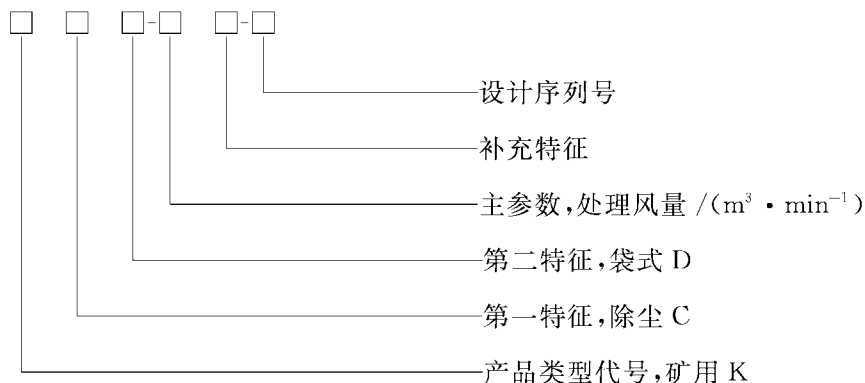 □ □ □-□ □-□
设计序列号
补充特征
主参数,处理风量/(m³·min⁻¹)
第二特征,袋式 D
第一特征,除尘 C
产品类型代号,矿用 K